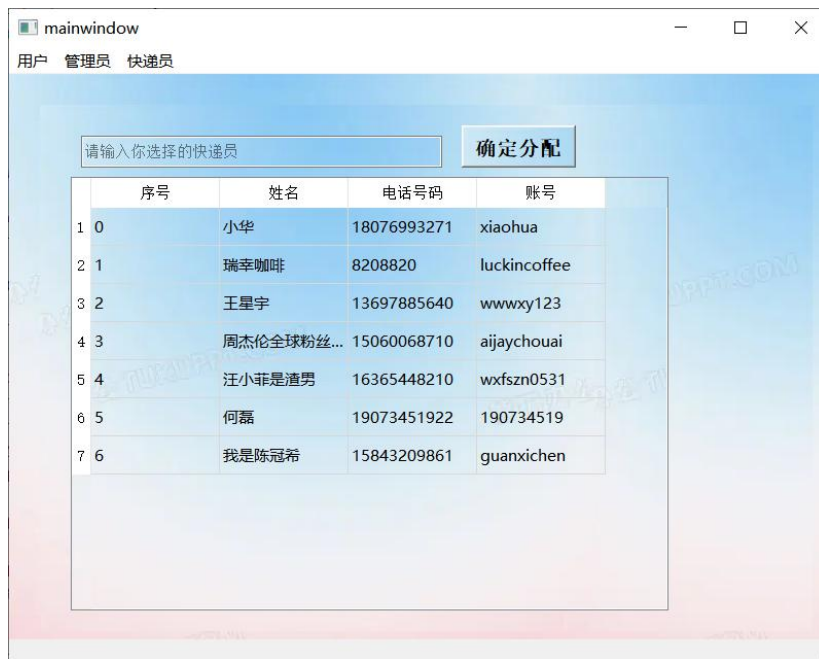 mainwindow
用户 管理员 快递员
请输入你选择的快递员 确定分配
序号 姓名 电话号码 账号
1 0 小华 18076993271 xiaohua
2 1 瑞幸咖啡 8208820 luckincoffee
3 2 王星宇 13697885640 wwwxy123
4 3 周杰伦全球粉丝... 15060068710 aijaychouai
5 4 汪小菲是渣男 16365448210 wxfszn0531
6 5 何磊 19073451922 190734519
7 6 我是陈冠希 15843209861 guanxichen